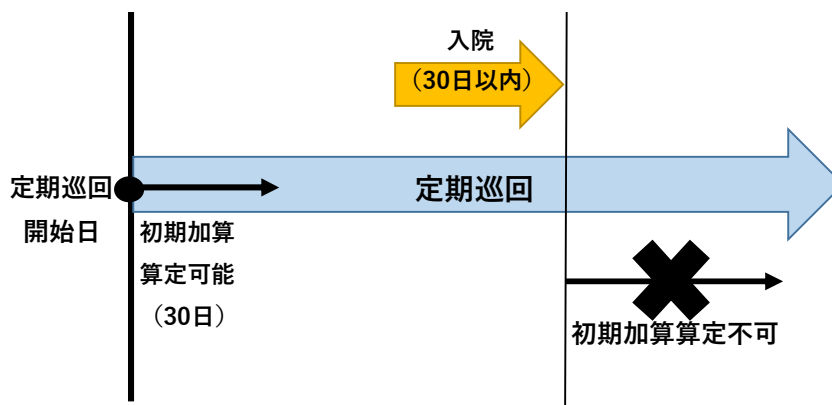 入院
（30日以内）
定期巡回
開始日
定期巡回
初期加算
算定可能
（30日）
初期加算算定不可